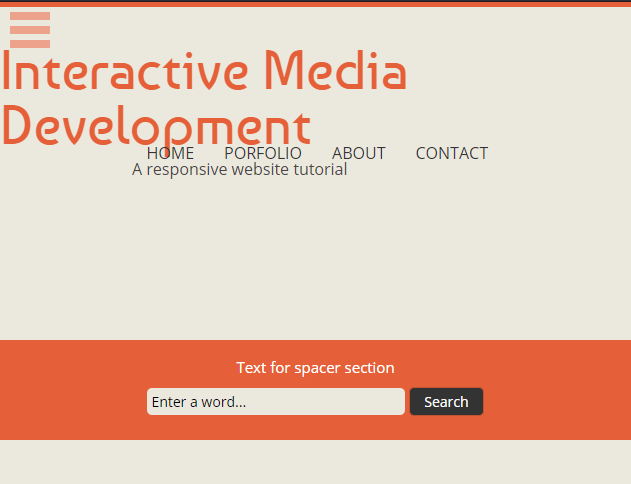 Interactive Media
Development
HOME PORFOLIO ABOUT CONTACT
A responsive website tutorial
Text for spacer section
Enter a word...
Search